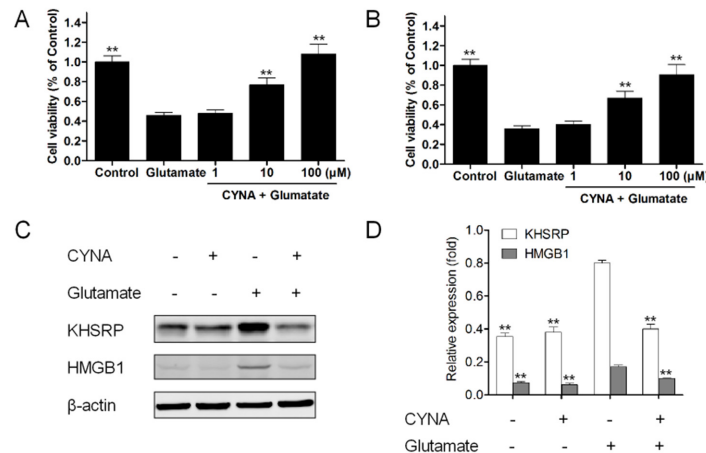 A
Cell viability (% of Control)
1.4
1.2
1.0
0.8
0.6
0.4
0.2
0.0
**
**
**
Control Glutamate 1 10 100 (μM)
CYNA + Glumatate
B
Cell viability (% of Control)
1.4
1.2
1.0
0.8
0.6
0.4
0.2
0.0
**
**
**
Control Glutamate 1 10 100 (μM)
CYNA + Glumatate
C
CYNA - + - +
Glutamate - - + +
KHSRP
HMGB1
β-actin
D
Relative expression (fold)
1.0
0.8
0.6
0.4
0.2
0.0
KHSRP
HMGB1
** ** **
** ** **
CYNA - + - +
Glutamate - - + +